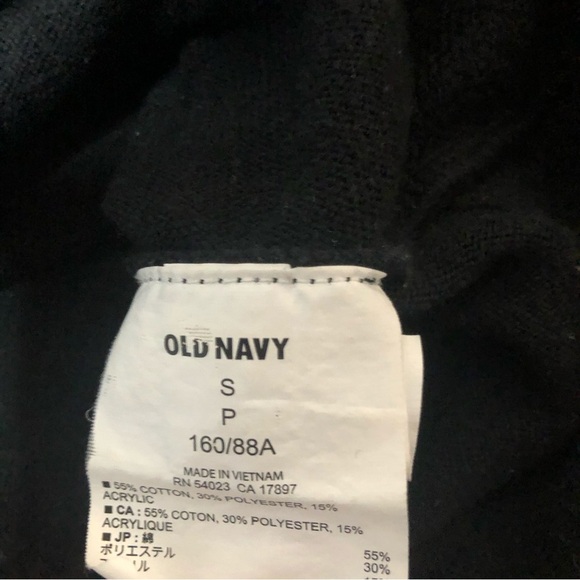 OLD NAVY
S
P
160/88A
MADE IN VIETNAM
RN 54023 CA 17897
■ 55% COTTON, 30% POLYESTER, 15%
ACRYLIC
■ CA : 55% COTON, 30% POLYESTER, 15%
ACRYLIQUE
■ JP : 綿 55%
ポリエステル 30%